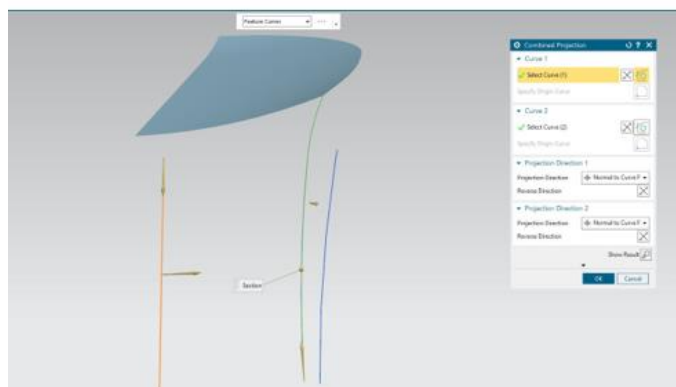 Feature Curves
Combined Projection
Curve 1
Select Curve (1)
Specify Origin Curve
Curve 2
Select Curve (2)
Specify Origin Curve
Projection Direction 1
Projection Direction
Normal to Curve P
Reverse Direction
Projection Direction 2
Projection Direction
Normal to Curve P
Reverse Direction
Show Result
OK
Cancel
Section